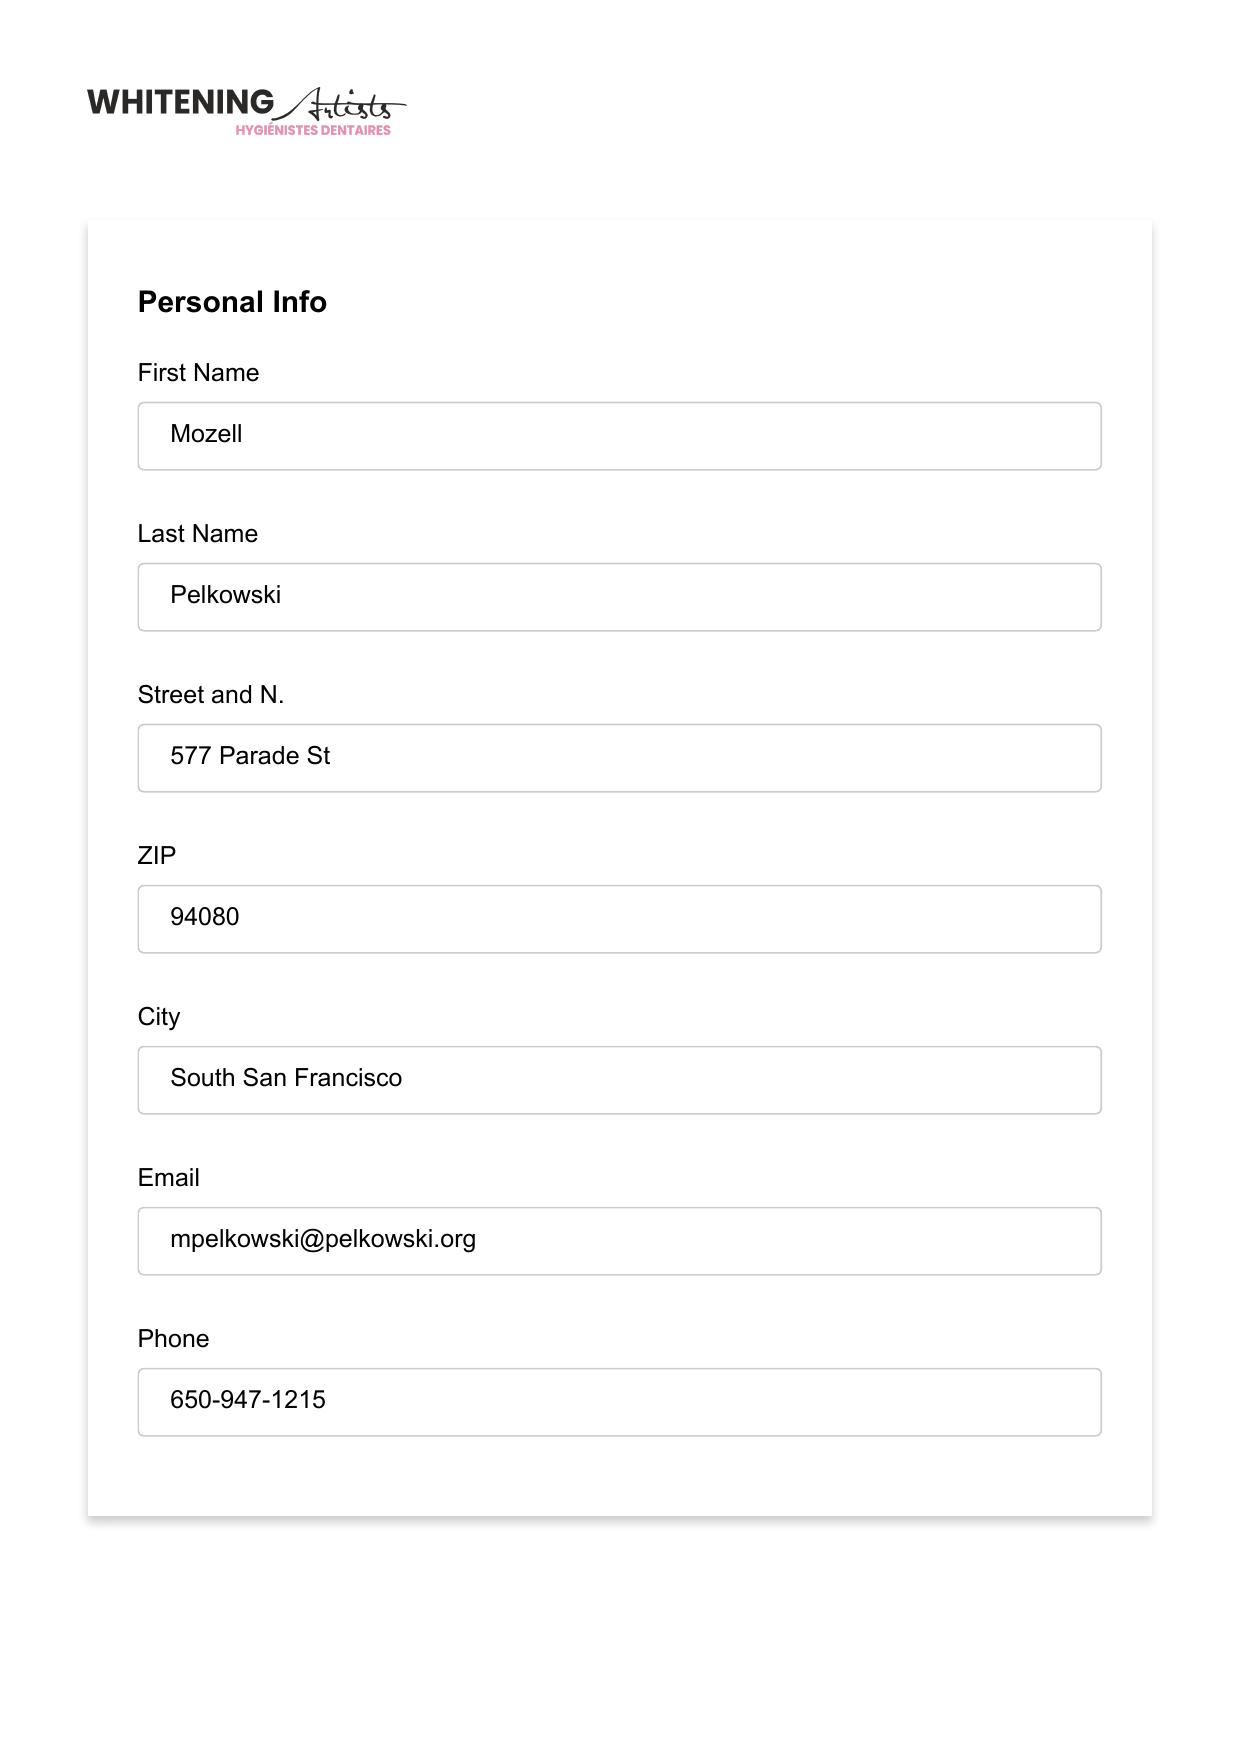 WHITENING Artists
HYGIÉNISTES DENTAIRES
Personal Info
First Name
Mozell
Last Name
Pelkowski
Street and N.
577 Parade St
ZIP
94080
City
South San Francisco
Email
mpelkowski@pelkowski.org
Phone
650-947-1215